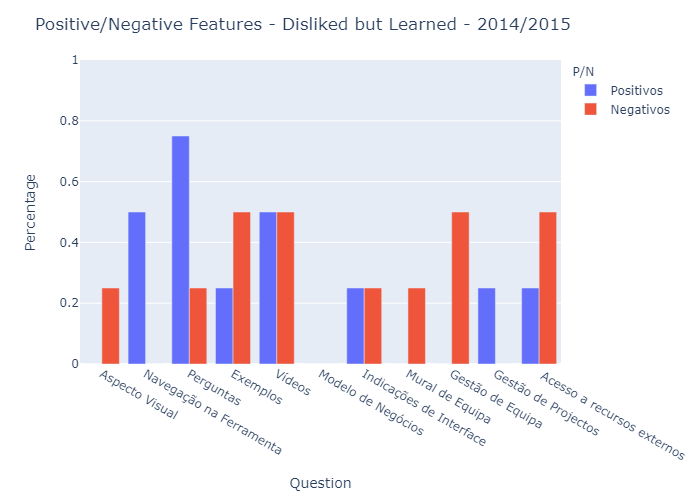 Positive/Negative Features - Disliked but Learned - 2014/2015
P/N
Positivos
Negativos
1
0.8
0.6
0.4
0.2
0
Percentage
Aspecto Visual
Navegação na Ferramenta
Perguntas
Exemplos
Vídeos
Modelo de Negócios
Indicações de Interface
Mural de Equipa
Gestão de Equipa
Gestão de Projectos
Acesso a recursos externos
Question